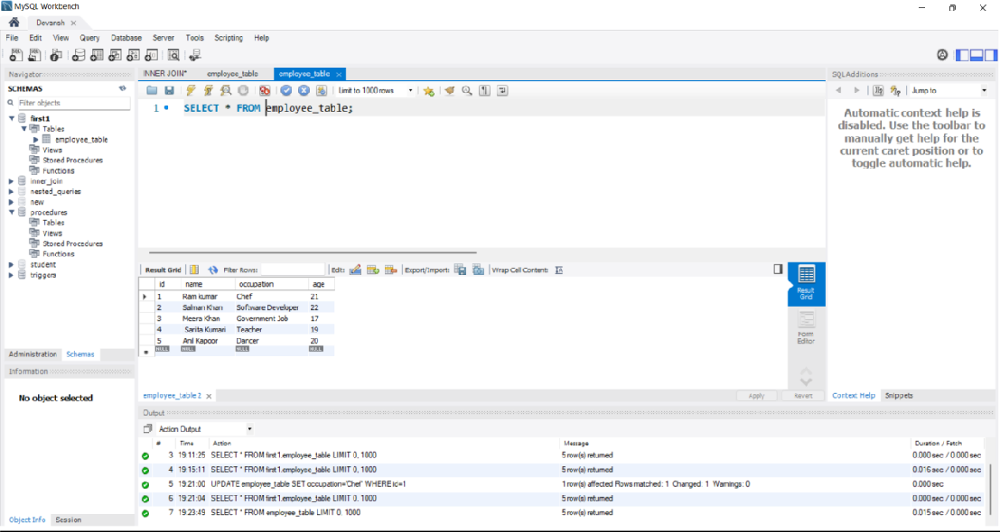 MySQL Workbench
Devansh ×
File Edit View Query Database Server Tools Scripting Help
Navigator
SCHEMAS
Filter objects
first1
Tables
employee_table
Views
Stored Procedures
Functions
inner_join
nested_queries
new
procedures
Tables
Views
Stored Procedures
Functions
student
triggers
Administration Schemas
Information
No object selected
Object Info Session
INNER JOIN* employee_table employee_table ×
Limit to 1000 rows
1 SELECT * FROM employee_table;
Result Grid Filter Rows: Edit: Export/Import: Wrap Cell Content:
id name occupation age
1 Ram kumar Chef 21
2 Salman Khan Software Developer 22
3 Meera Khan Government Job 17
4 Sarita Kumari Teacher 19
5 Anil Kapoor Dancer 20
NULL NULL NULL NULL
Result Grid
Form Editor
employee_table 2 × Apply Revert
Output
Action Output
# Time Action Message Duration / Fetch
3 19:11:25 SELECT * FROM first1.employee_table LIMIT 0, 1000 5 row(s) returned 0.000 sec / 0.000 sec
4 19:15:11 SELECT * FROM first1.employee_table LIMIT 0, 1000 5 row(s) returned 0.016 sec / 0.000 sec
5 19:21:00 UPDATE employee_table SET occupation='Chef' WHERE id=1 1 row(s) affected Rows matched: 1 Changed: 1 Warnings: 0 0.000 sec
6 19:21:04 SELECT * FROM first1.employee_table LIMIT 0, 1000 5 row(s) returned 0.000 sec / 0.000 sec
7 19:23:49 SELECT * FROM employee_table LIMIT 0, 1000 5 row(s) returned 0.015 sec / 0.000 sec
SQLAdditions
Jump to
Automatic context help is
disabled. Use the toolbar to
manually get help for the
current caret position or to
toggle automatic help.
Context Help Snippets